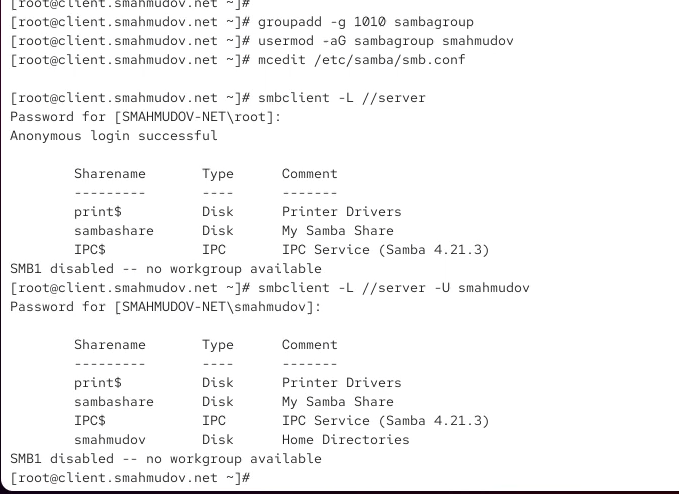 [root@client.smahmudov.net ~]#
[root@client.smahmudov.net ~]# groupadd -g 1010 sambagroup
[root@client.smahmudov.net ~]# usermod -aG sambagroup smahmudov
[root@client.smahmudov.net ~]# mcedit /etc/samba/smb.conf

[root@client.smahmudov.net ~]# smbclient -L //server
Password for [SMAHMUDOV-NET\root]:
Anonymous login successful

        Sharename       Type      Comment
        ---------       ----      -------
        print$          Disk      Printer Drivers
        sambashare      Disk      My Samba Share
        IPC$            IPC       IPC Service (Samba 4.21.3)
SMB1 disabled -- no workgroup available
[root@client.smahmudov.net ~]# smbclient -L //server -U smahmudov
Password for [SMAHMUDOV-NET\smahmudov]:

        Sharename       Type      Comment
        ---------       ----      -------
        print$          Disk      Printer Drivers
        sambashare      Disk      My Samba Share
        IPC$            IPC       IPC Service (Samba 4.21.3)
        smahmudov       Disk      Home Directories
SMB1 disabled -- no workgroup available
[root@client.smahmudov.net ~]#